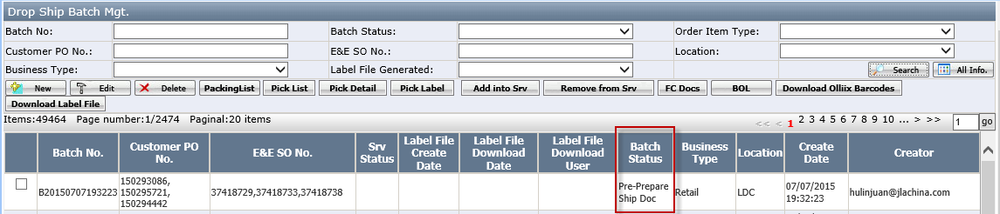 Drop Ship Batch Mgt.
Batch No: Batch Status: Order Item Type:
Customer PO No.: E&E SO No.: Location:
Business Type: Label File Generated: Search All Info.
New Edit Delete PackingList Pick List Pick Detail Pick Label Add into Srv Remove from Srv FC Docs BOL Download Olliix Barcodes
Download Label File
Items:49464 Page number:1/2474 Paginal:20 items << < 1 2 3 4 5 6 7 8 9 10 ... > >> 1 go
Batch No. Customer PO No. E&E SO No. Srv Status Label File Create Date Label File Download Date Label File Download User Batch Status Business Type Location Create Date Creator
B20150707193223 150293086, 150295721, 150294442 37418729,37418733,37418738 Pre-Prepare Ship Doc Retail LDC 07/07/2015 19:32:23 hulinjuan@jlachina.com